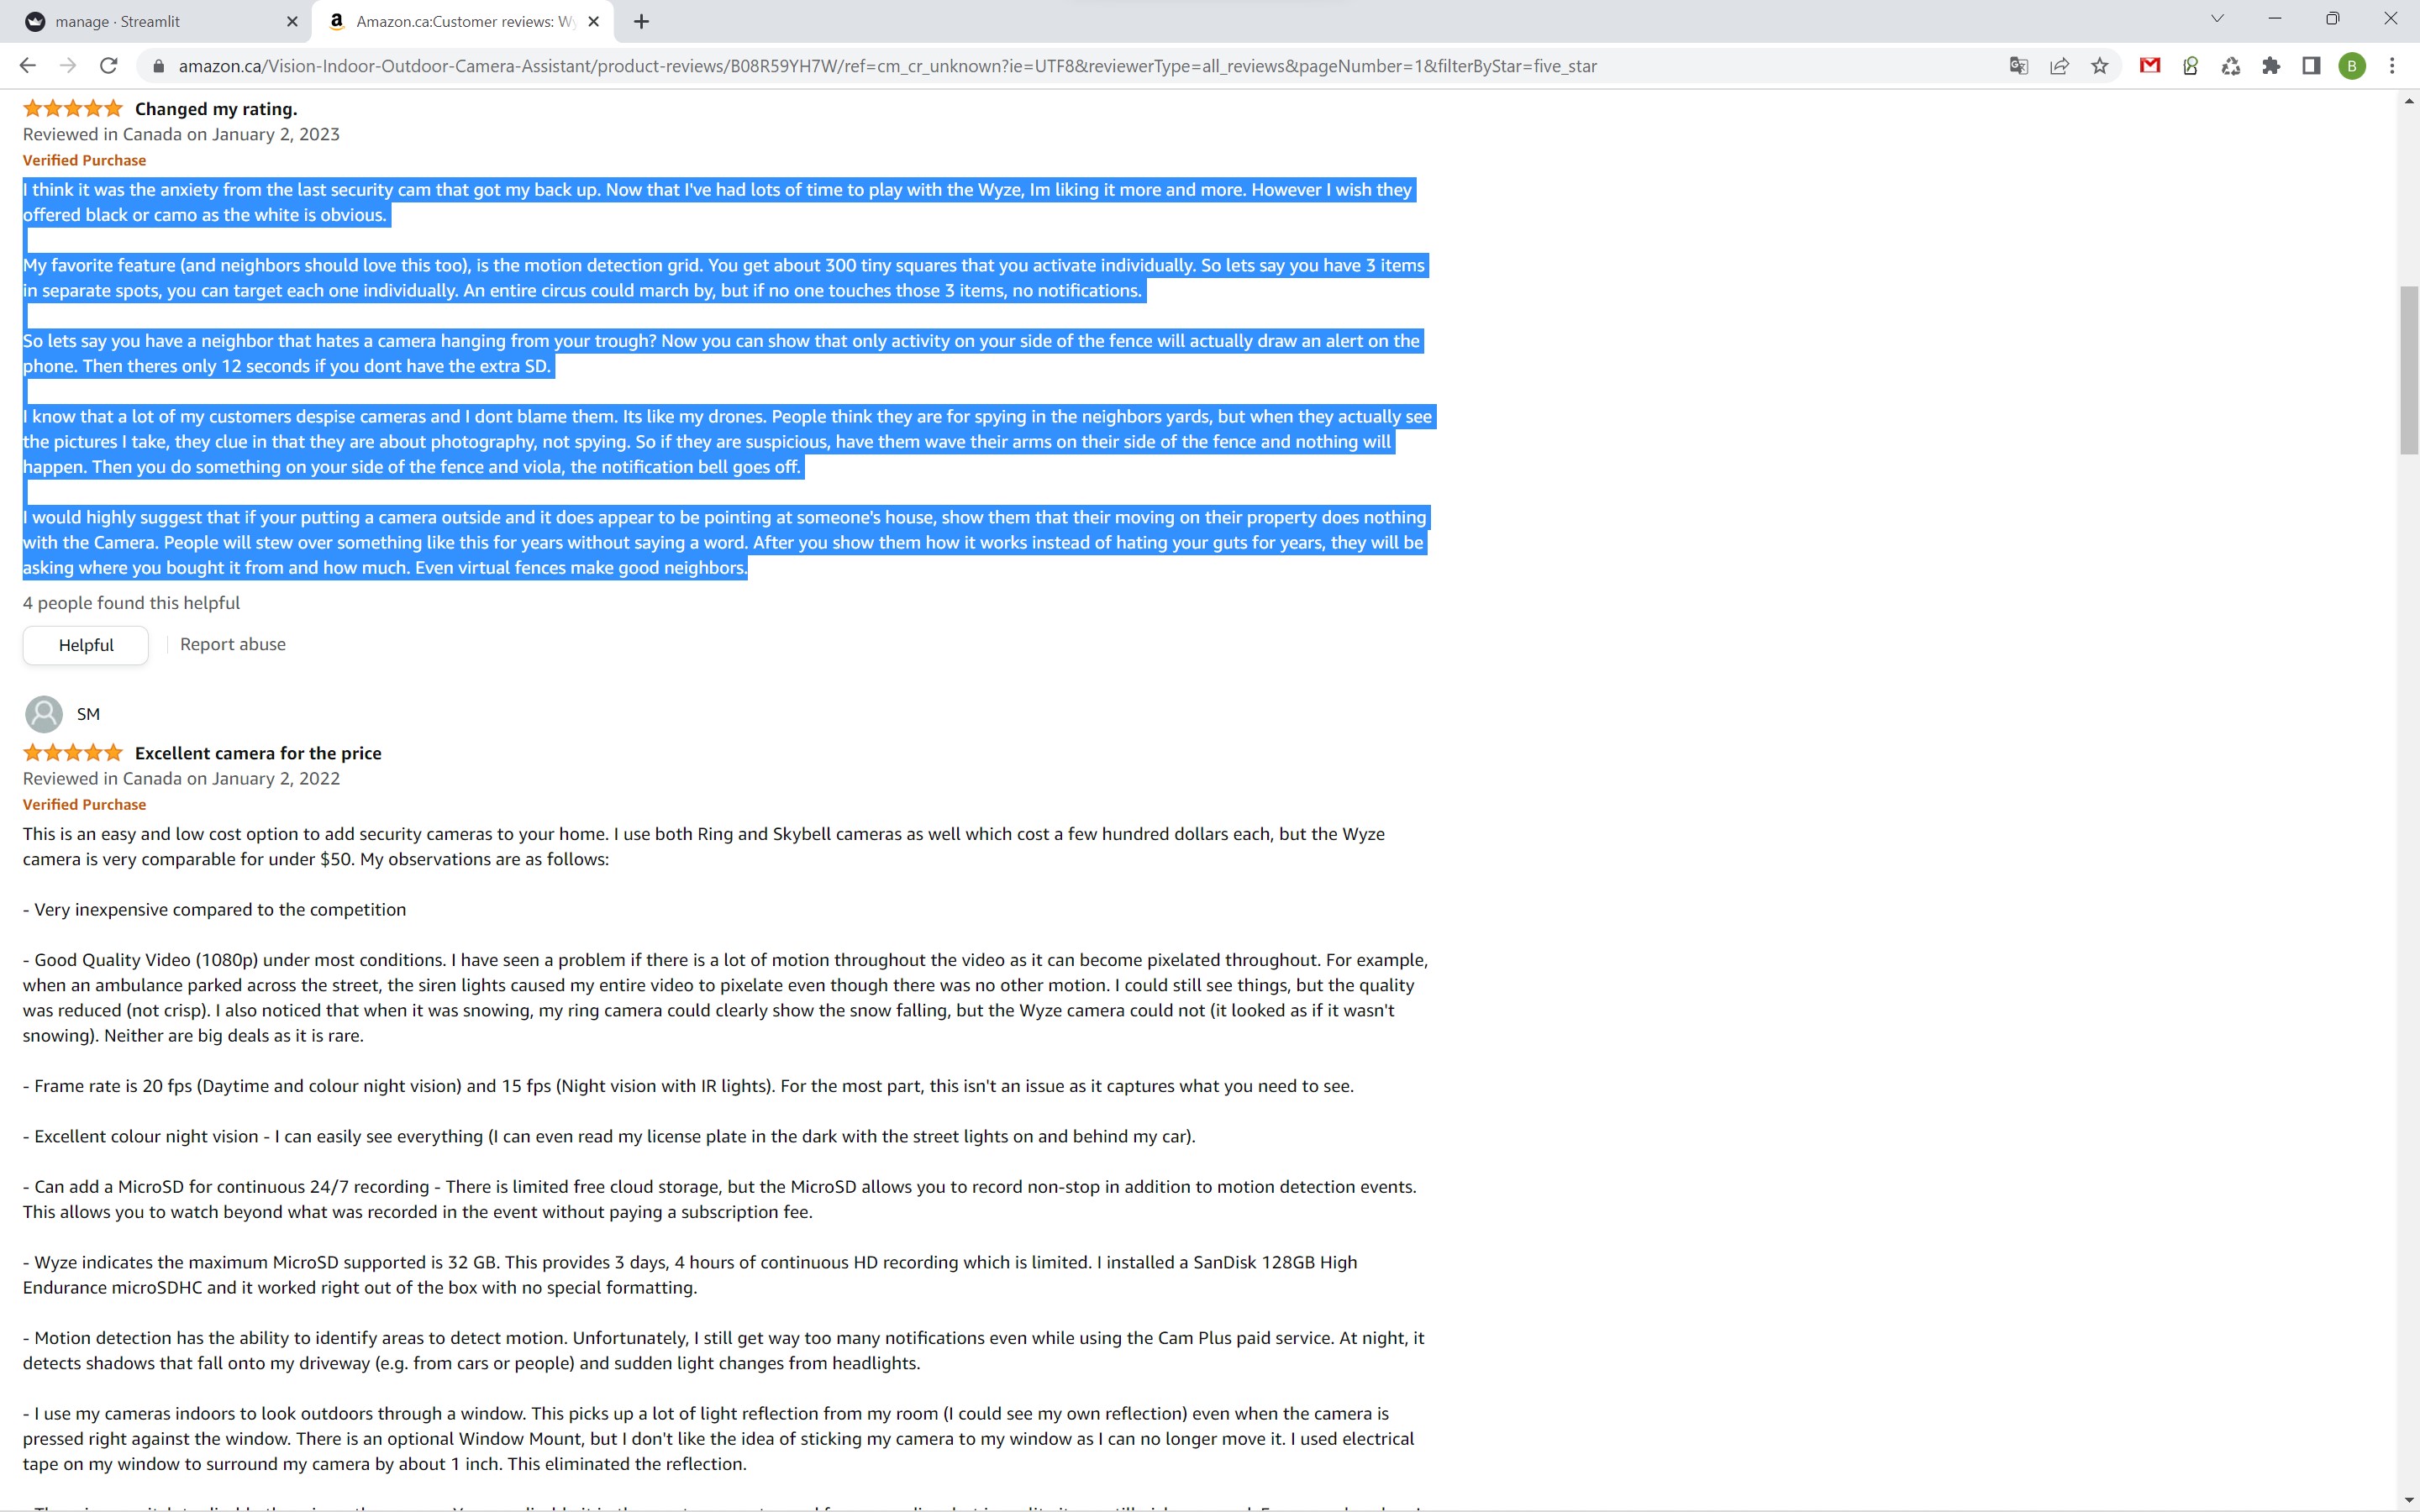 manage · Streamlit
Amazon.ca:Customer reviews: Wy
amazon.ca/Vision-Indoor-Outdoor-Camera-Assistant/product-reviews/B08R59YH7W/ref=cm_cr_unknown?ie=UTF8&reviewerType=all_reviews&pageNumber=1&filterByStar=five_star
B
Changed my rating.
Reviewed in Canada on January 2, 2023
Verified Purchase
I think it was the anxiety from the last security cam that got my back up. Now that I've had lots of time to play with the Wyze, Im liking it more and more. However I wish they
offered black or camo as the white is obvious.
My favorite feature (and neighbors should love this too), is the motion detection grid. You get about 300 tiny squares that you activate individually. So lets say you have 3 items
in separate spots, you can target each one individually. An entire circus could march by, but if no one touches those 3 items, no notifications.
So lets say you have a neighbor that hates a camera hanging from your trough? Now you can show that only activity on your side of the fence will actually draw an alert on the
phone. Then theres only 12 seconds if you dont have the extra SD.
I know that a lot of my customers despise cameras and I dont blame them. Its like my drones. People think they are for spying in the neighbors yards, but when they actually see
the pictures I take, they clue in that they are about photography, not spying. So if they are suspicious, have them wave their arms on their side of the fence and nothing will
happen. Then you do something on your side of the fence and viola, the notification bell goes off.
I would highly suggest that if your putting a camera outside and it does appear to be pointing at someone's house, show them that their moving on their property does nothing
with the Camera. People will stew over something like this for years without saying a word. After you show them how it works instead of hating your guts for years, they will be
asking where you bought it from and how much. Even virtual fences make good neighbors.
4 people found this helpful
Helpful
Report abuse
SM
Excellent camera for the price
Reviewed in Canada on January 2, 2022
Verified Purchase
This is an easy and low cost option to add security cameras to your home. I use both Ring and Skybell cameras as well which cost a few hundred dollars each, but the Wyze
camera is very comparable for under $50. My observations are as follows:
- Very inexpensive compared to the competition
- Good Quality Video (1080p) under most conditions. I have seen a problem if there is a lot of motion throughout the video as it can become pixelated throughout. For example,
when an ambulance parked across the street, the siren lights caused my entire video to pixelate even though there was no other motion. I could still see things, but the quality
was reduced (not crisp). I also noticed that when it was snowing, my ring camera could clearly show the snow falling, but the Wyze camera could not (it looked as if it wasn't
snowing). Neither are big deals as it is rare.
- Frame rate is 20 fps (Daytime and colour night vision) and 15 fps (Night vision with IR lights). For the most part, this isn't an issue as it captures what you need to see.
- Excellent colour night vision - I can easily see everything (I can even read my license plate in the dark with the street lights on and behind my car).
- Can add a MicroSD for continuous 24/7 recording - There is limited free cloud storage, but the MicroSD allows you to record non-stop in addition to motion detection events.
This allows you to watch beyond what was recorded in the event without paying a subscription fee.
- Wyze indicates the maximum MicroSD supported is 32 GB. This provides 3 days, 4 hours of continuous HD recording which is limited. I installed a SanDisk 128GB High
Endurance microSDHC and it worked right out of the box with no special formatting.
- Motion detection has the ability to identify areas to detect motion. Unfortunately, I still get way too many notifications even while using the Cam Plus paid service. At night, it
detects shadows that fall onto my driveway (e.g. from cars or people) and sudden light changes from headlights.
- I use my cameras indoors to look outdoors through a window. This picks up a lot of light reflection from my room (I could see my own reflection) even when the camera is
pressed right against the window. There is an optional Window Mount, but I don't like the idea of sticking my camera to my window as I can no longer move it. I used electrical
tape on my window to surround my camera by about 1 inch. This eliminated the reflection.